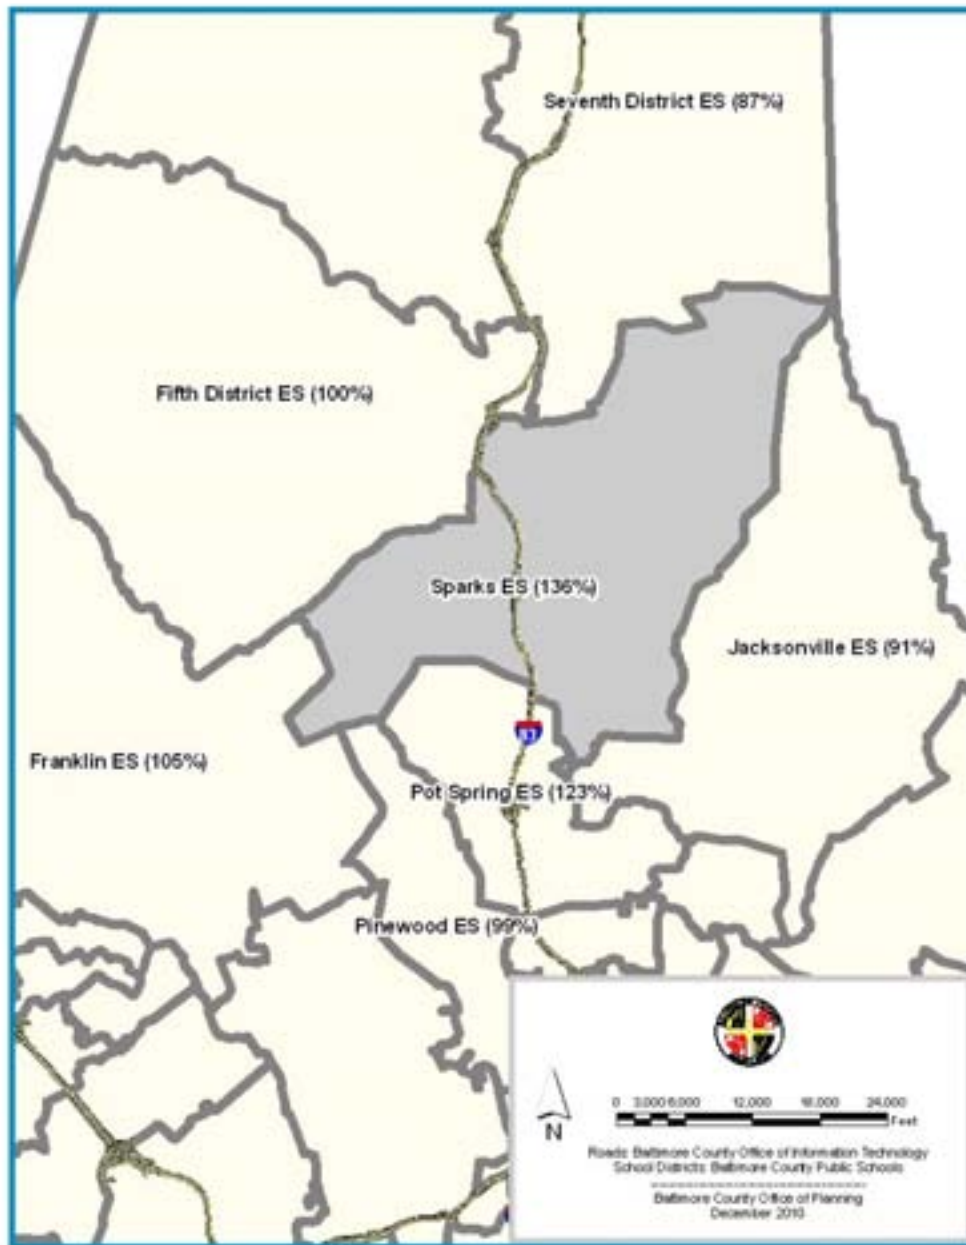 Seventh District ES (87%)
Fifth District ES (100%)
Sparks ES (136%)
Jacksonville ES (91%)
Franklin ES (105%)
Pot Spring ES (123%)
Pinewood ES (99%)
N
0 3,000 6,000 12,000 18,000 24,000
Feet
Roads: Baltimore County Office of Information Technology
School Districts: Baltimore County Public Schools
Baltimore County Office of Planning
December 2010